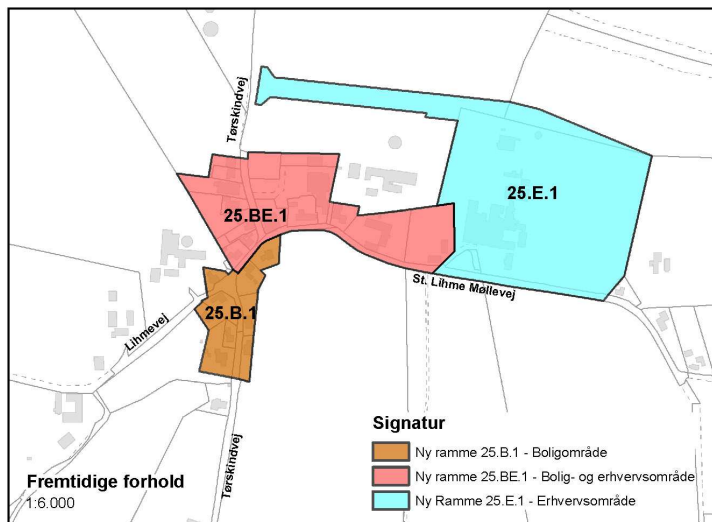 Tørskindvej
25.E.1
25.BE.1
St. Lihme Møllevej
25.B.1
Lihmevej
Tørskindvej
Signatur
Ny ramme 25.B.1 - Boligområde
Ny ramme 25.BE.1 - Bolig- og erhvervsområde
Ny Ramme 25.E.1 - Erhvervsområde
Fremtidige forhold
1:6.000